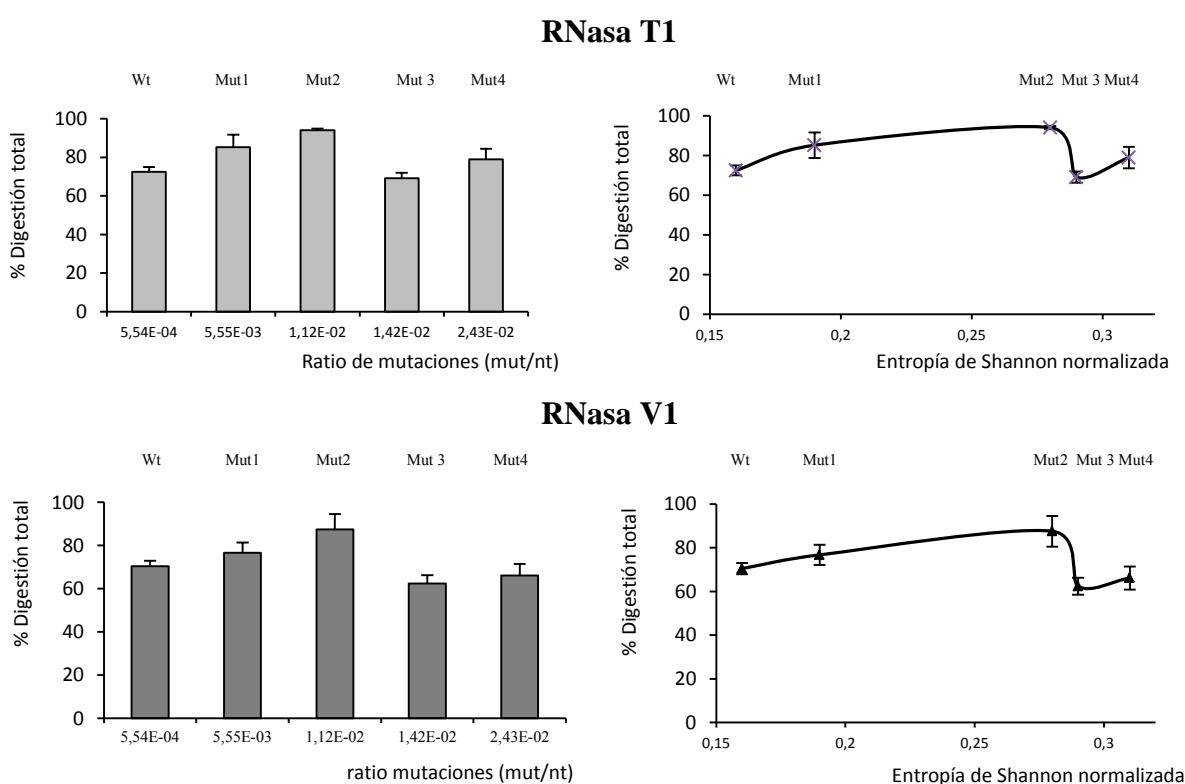 RNasa T1
Wt Mut1 Mut2 Mut 3 Mut4
% Digestión total
100
80
60
40
20
0
5,54E-04 5,55E-03 1,12E-02 1,42E-02 2,43E-02
Ratio de mutaciones (mut/nt)
Wt Mut1 Mut2 Mut 3 Mut4
% Digestión total
100
80
60
40
20
0
0,15 0,2 0,25 0,3
Entropía de Shannon normalizada
RNasa V1
Wt Mut1 Mut2 Mut 3 Mut4
% Digestión total
100
80
60
40
20
0
5,54E-04 5,55E-03 1,12E-02 1,42E-02 2,43E-02
ratio mutaciones (mut/nt)
Wt Mut1 Mut2 Mut 3 Mut4
% Digestión total
100
80
60
40
20
0
0,15 0,2 0,25 0,3
Entropía de Shannon normalizada